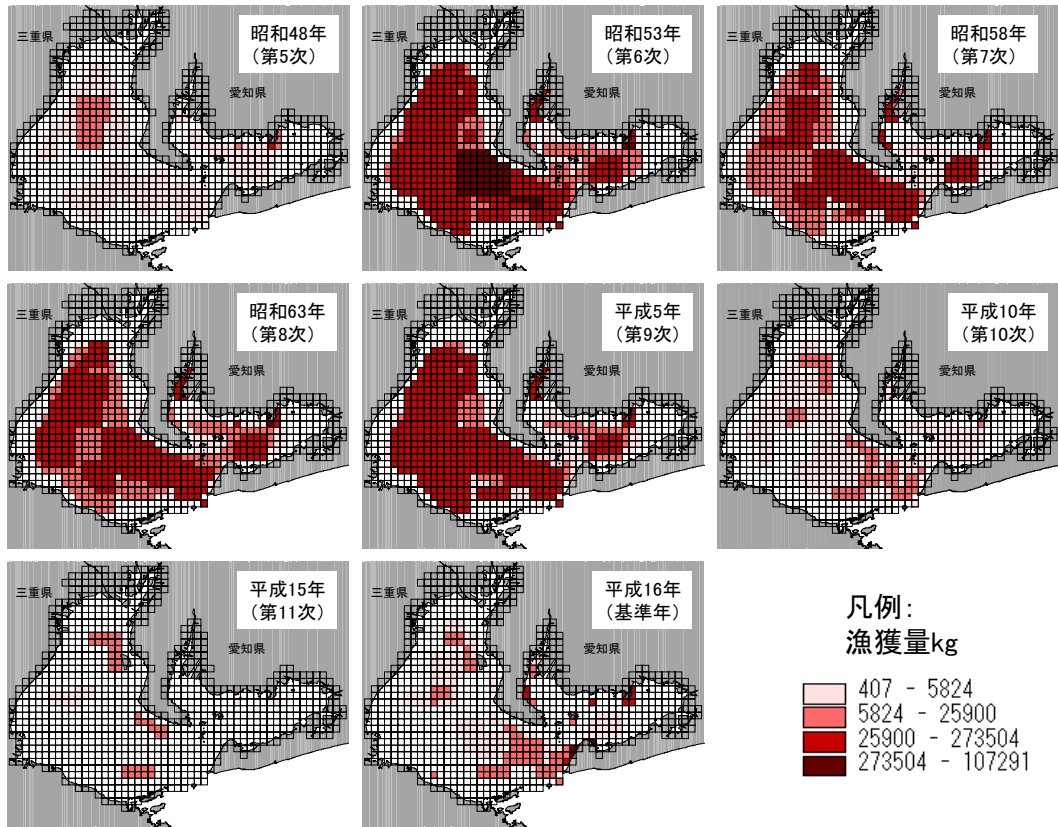 三重県
愛知県
昭和48年
(第5次)
三重県
愛知県
昭和53年
(第6次)
三重県
愛知県
昭和58年
(第7次)
三重県
愛知県
昭和63年
(第8次)
三重県
愛知県
平成5年
(第9次)
三重県
愛知県
平成10年
(第10次)
三重県
愛知県
平成15年
(第11次)
三重県
愛知県
平成16年
(基準年)
凡例:
漁獲量kg
407 - 5824
5824 - 25900
25900 - 273504
273504 - 107291